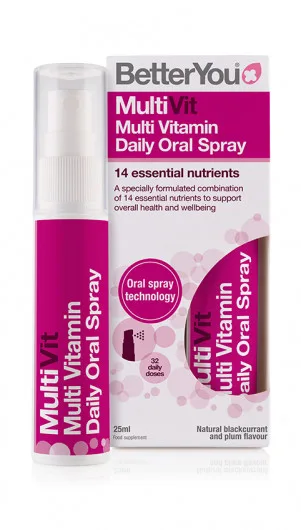 BetterYou
MultiVit
Multi Vitamin
Daily Oral Spray
14 essential nutrients
A specially formulated combination
of 14 essential nutrients to support
overall health and wellbeing
Oral spray
technology
32
daily
doses
25ml
Food supplement
Natural blackcurrant
and plum flavour
MultiVit
Multi Vitamin
Daily Oral Spray
MultiVit
Multi Vitamin
Daily Oral Spray